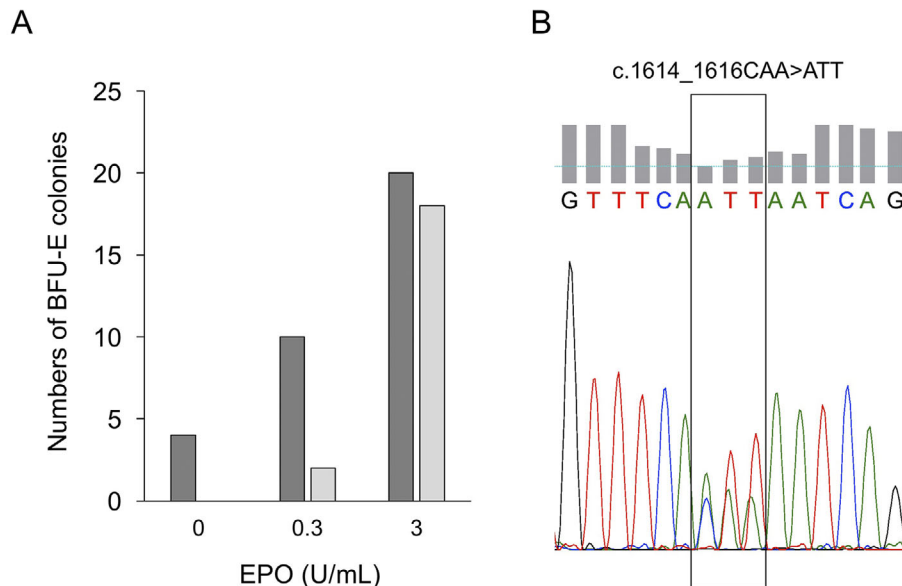 A
Numbers of BFU-E colonies
25
20
15
10
5
0
0 0.3 3
EPO (U/mL)
B
c.1614_1616CAA>ATT
G T T T C A A T T A A T C A G